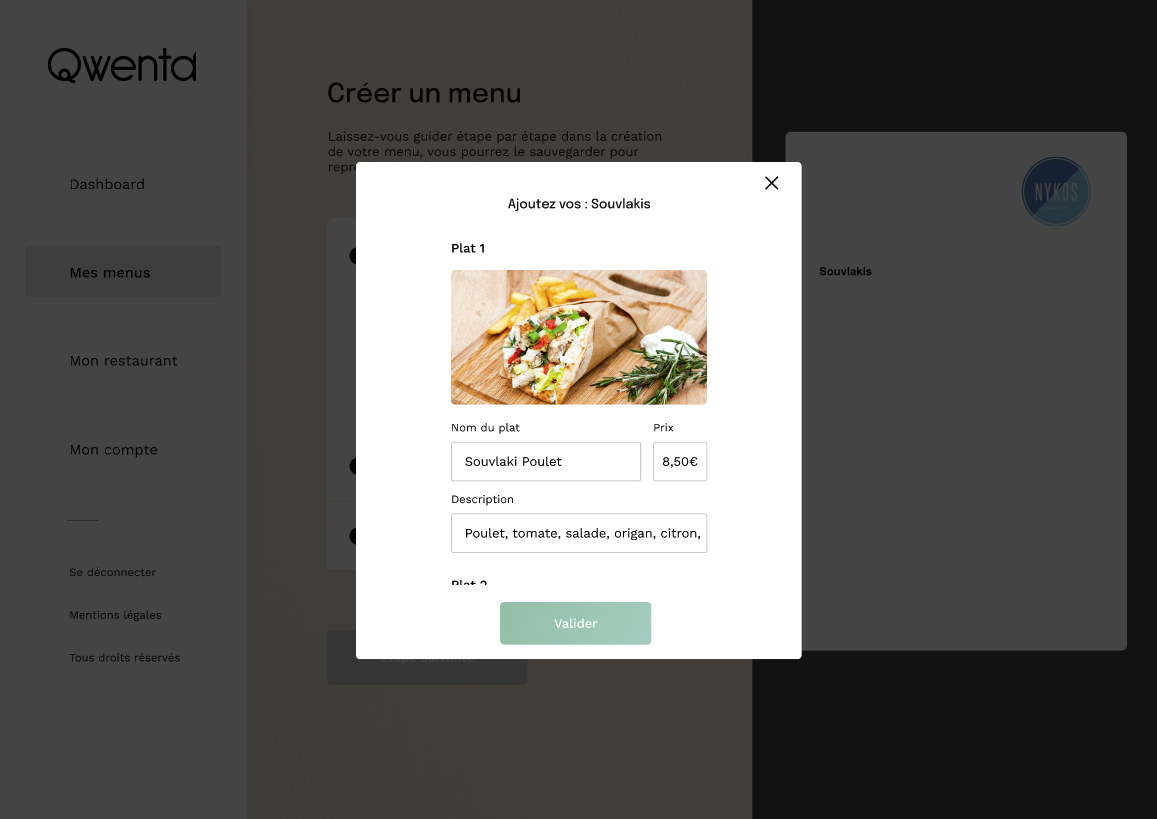 Qwenta
Dashboard
Mes menus
Mon restaurant
Mon compte
Se déconnecter
Mentions légales
Tous droits réservés
Créer un menu
Laissez-vous guider étape par étape dans la création
de votre menu, vous pourrez le sauvegarder pour
Ajoutez vos : Souvlakis
Plat 1
Nom du plat
Prix
Souvlaki Poulet
8,50€
Description
Poulet, tomate, salade, origan, citron,
Plat 2
Valider
Étape suivante
NYKOS
Souvlakis